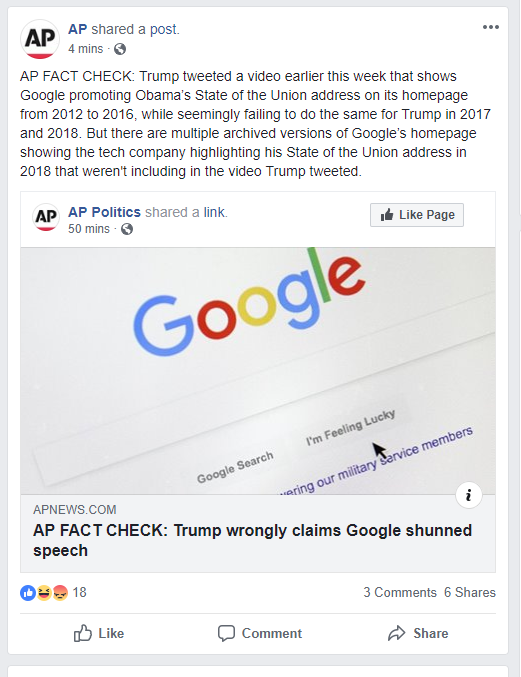 AP
AP shared a post.
4 mins ·
AP FACT CHECK: Trump tweeted a video earlier this week that shows
Google promoting Obama's State of the Union address on its homepage
from 2012 to 2016, while seemingly failing to do the same for Trump in 2017
and 2018. But there are multiple archived versions of Google's homepage
showing the tech company highlighting his State of the Union address in
2018 that weren't including in the video Trump tweeted.
AP
AP Politics shared a link.
50 mins ·
Like Page
Google
Google Search
I'm Feeling Lucky
our military service members
i
APNEWS.COM
AP FACT CHECK: Trump wrongly claims Google shunned
speech
18
3 Comments 6 Shares
Like
Comment
Share